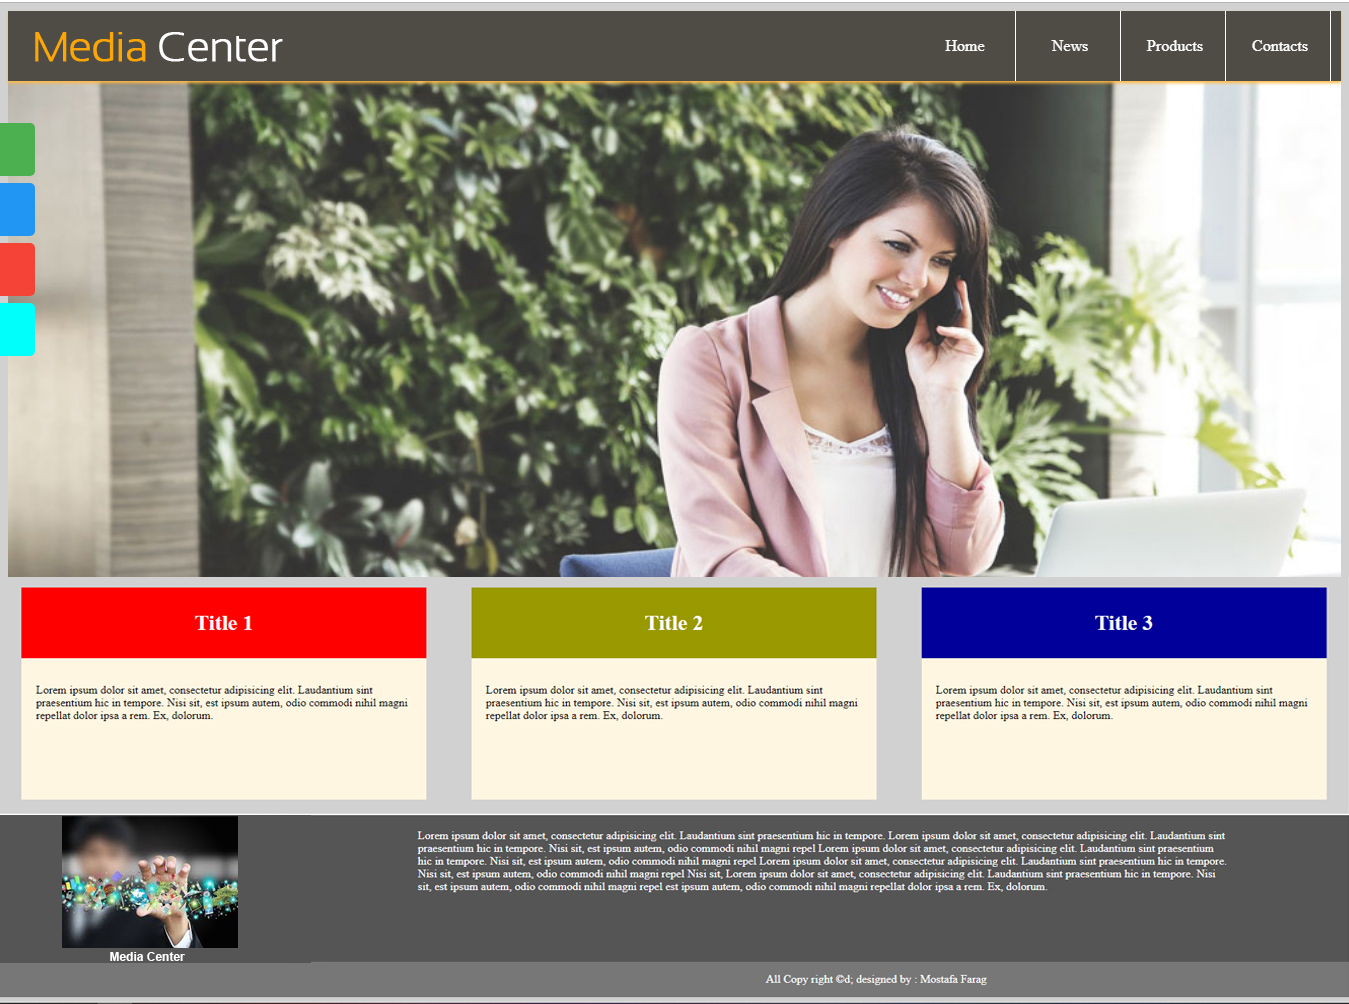 Media Center
Home
News
Products
Contacts
Title 1
Lorem ipsum dolor sit amet, consectetur adipisicing elit. Laudantium sint
praesentium hic in tempore. Nisi sit, est ipsum autem, odio commodi nihil magni
repellat dolor ipsa a rem. Ex, dolorum.
Title 2
Lorem ipsum dolor sit amet, consectetur adipisicing elit. Laudantium sint
praesentium hic in tempore. Nisi sit, est ipsum autem, odio commodi nihil magni
repellat dolor ipsa a rem. Ex, dolorum.
Title 3
Lorem ipsum dolor sit amet, consectetur adipisicing elit. Laudantium sint
praesentium hic in tempore. Nisi sit, est ipsum autem, odio commodi nihil magni
repellat dolor ipsa a rem. Ex, dolorum.
Media Center
Lorem ipsum dolor sit amet, consectetur adipisicing elit. Laudantium sint praesentium hic in tempore. Lorem ipsum dolor sit amet, consectetur adipisicing elit. Laudantium sint
praesentium hic in tempore. Nisi sit, est ipsum autem, odio commodi nihil magni repel Lorem ipsum dolor sit amet, consectetur adipisicing elit. Laudantium sint praesentium
hic in tempore. Nisi sit, est ipsum autem, odio commodi nihil magni repel Lorem ipsum dolor sit amet, consectetur adipisicing elit. Laudantium sint praesentium hic in tempore.
Nisi sit, est ipsum autem, odio commodi nihil magni repel Nisi sit, Lorem ipsum dolor sit amet, consectetur adipisicing elit. Laudantium sint praesentium hic in tempore. Nisi
sit, est ipsum autem, odio commodi nihil magni repel est ipsum autem, odio commodi nihil magni repellat dolor ipsa a rem. Ex, dolorum.
All Copy right ©d; designed by : Mostafa Farag